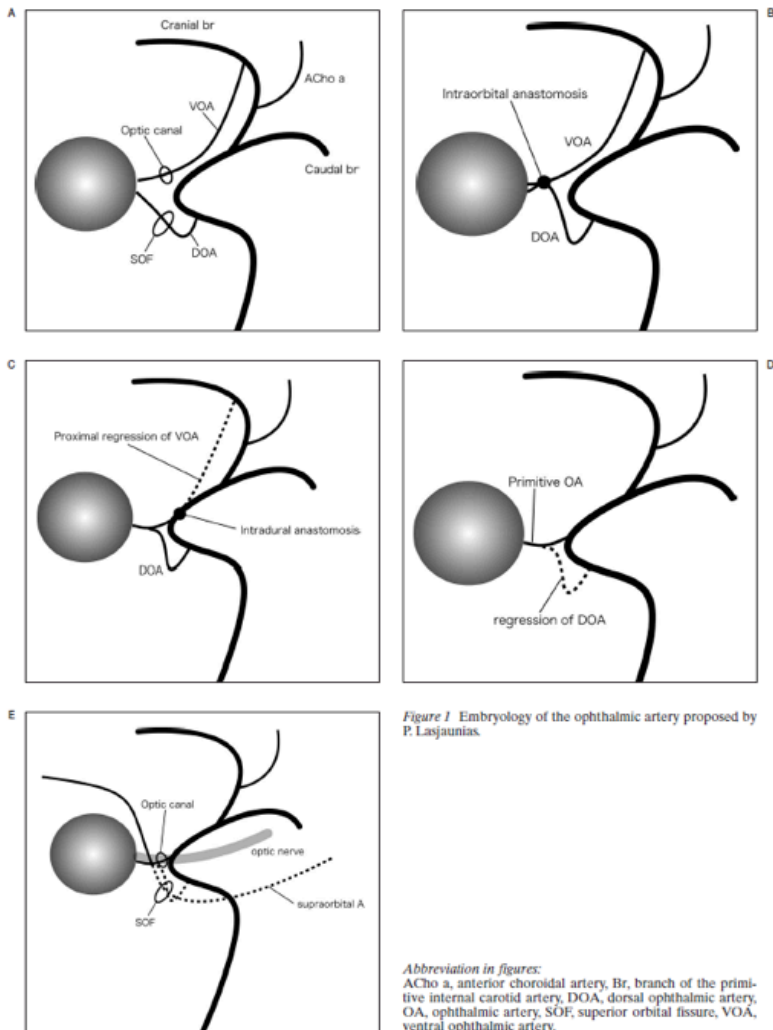 A
Cranial br
ACho a
VOA
Optic canal
Caudal br
SOF
DOA
B
Intraorbital anastomosis
VOA
DOA
C
Proximal regression of VOA
Intradural anastomosis
DOA
D
Primitive OA
regression of DOA
E
Optic canal
optic nerve
supraorbital A
SOF
Figure 1 Embryology of the ophthalmic artery proposed by
P. Lasjaunias.
Abbreviation in figures:
ACho a, anterior choroidal artery, Br, branch of the primi-
tive internal carotid artery, DOA, dorsal ophthalmic artery,
OA, ophthalmic artery, SOF, superior orbital fissure, VOA,
ventral ophthalmic artery.